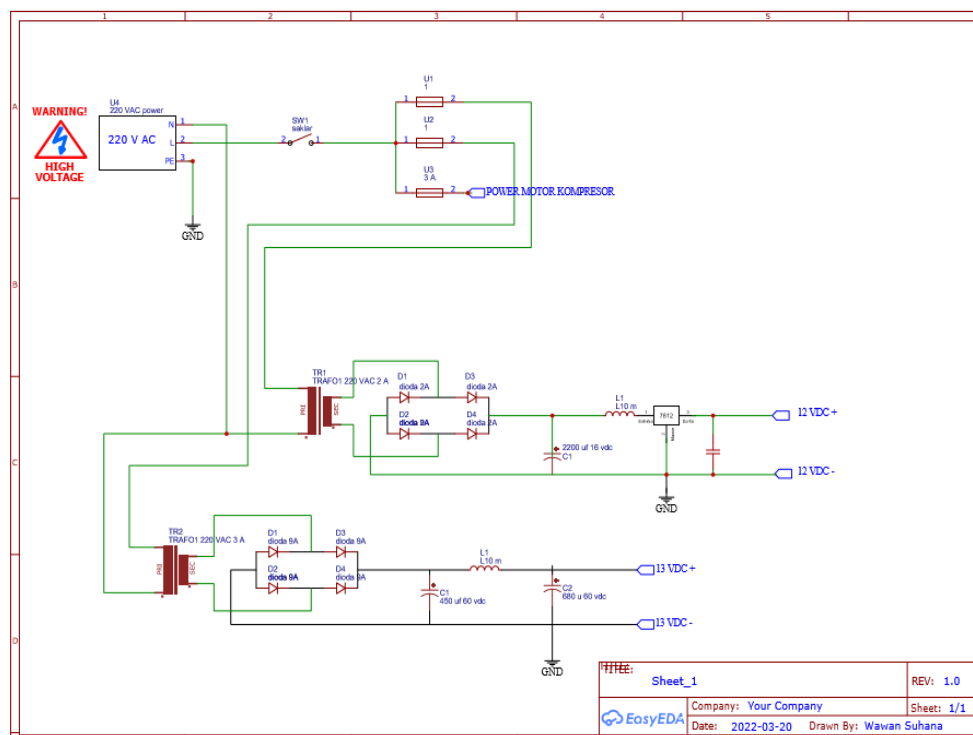 1
2
3
4
5
A
B
C
D
WARNING!
HIGH
VOLTAGE
U4
220 VAC power
220 V AC
N
1
L
2
PE
3
GND
SW1
saklar
2
1
U1
1
1
2
U2
1
1
2
U3
3 A
1
2
POWER MOTOR KOMPRESOR
TR1
TRAFO1 220 VAC 2 A
PRI
SEC
D1
dioda 2A
D3
dioda 2A
D2
D4
dioda 2A
2200 uf 16 vdc
C1
L1
L10 m
7812
12 VDC +
12 VDC -
GND
TR2
TRAFO1 220 VAC 3 A
PRI
SEC
D1
dioda 9A
D3
dioda 9A
D2
dioda 9A
D4
dioda 9A
C1
450 uf 60 vdc
L1
L10 m
C2
680 u 60 vdc
13 VDC +
13 VDC -
GND
TITLE:
Sheet_1
REV: 1.0
EasyEDA
Company: Your Company
Sheet: 1/1
Date: 2022-03-20
Drawn By: Wawan Suhana